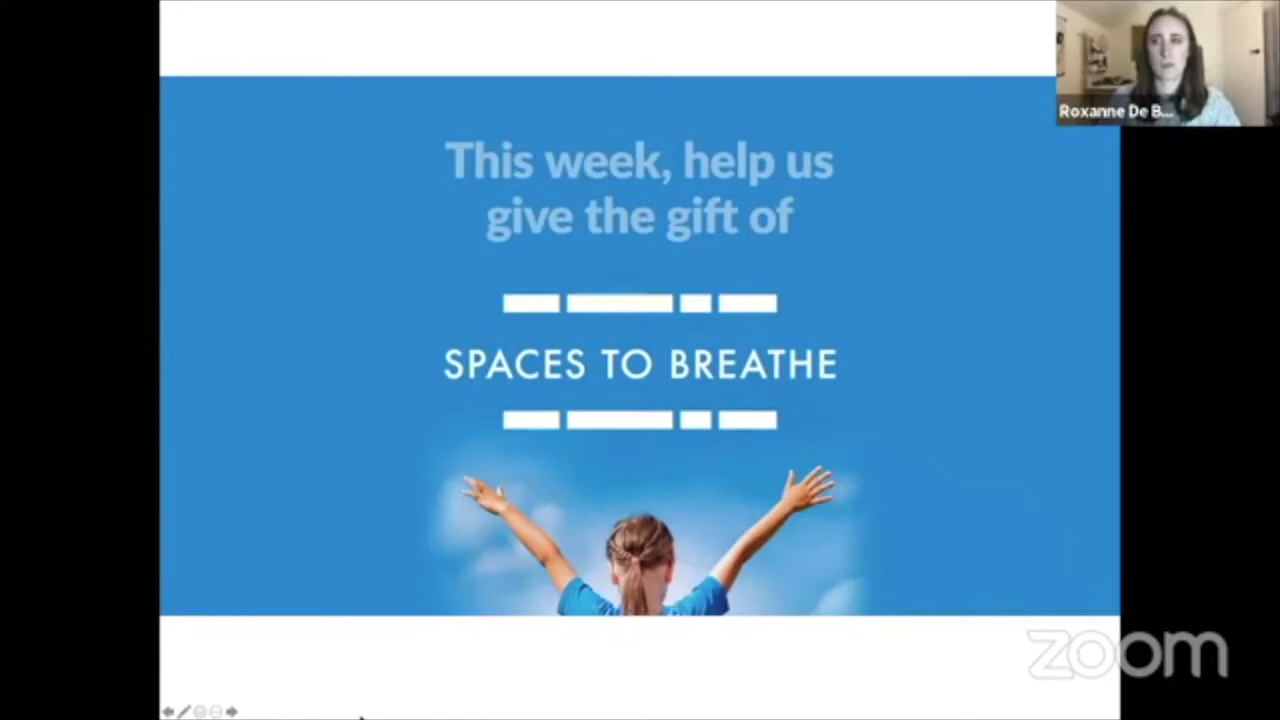 This week, help us
give the gift of
SPACES TO BREATHE
Roxanne De B...
zoom